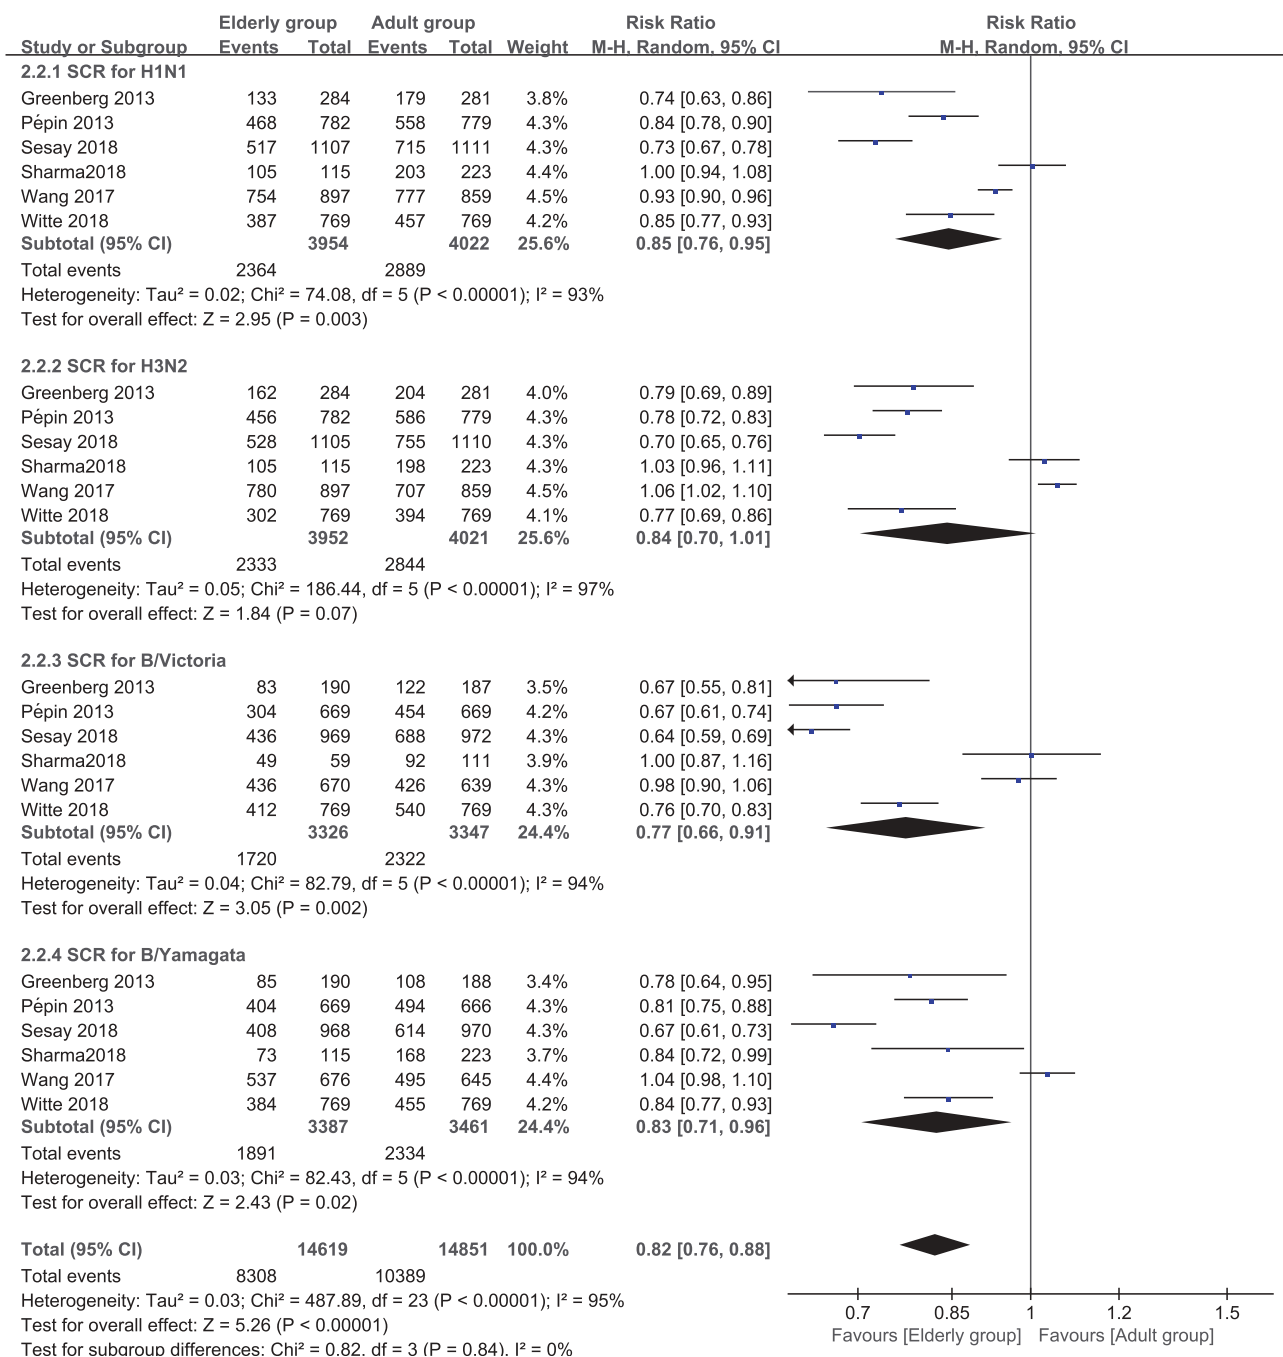 Elderly group Adult group Risk Ratio Risk Ratio
Study or Subgroup Events Total Events Total Weight M-H, Random, 95% CI M-H, Random, 95% CI
2.2.1 SCR for H1N1
Greenberg 2013 133 284 179 281 3.8% 0.74 [0.63, 0.86]
Pépin 2013 468 782 558 779 4.3% 0.84 [0.78, 0.90]
Sesay 2018 517 1107 715 1111 4.3% 0.73 [0.67, 0.78]
Sharma2018 105 115 203 223 4.4% 1.00 [0.94, 1.08]
Wang 2017 754 897 777 859 4.5% 0.93 [0.90, 0.96]
Witte 2018 387 769 457 769 4.2% 0.85 [0.77, 0.93]
Subtotal (95% CI) 3954 4022 25.6% 0.85 [0.76, 0.95]
Total events 2364 2889
Heterogeneity: Tau² = 0.02; Chi² = 74.08, df = 5 (P < 0.00001); I² = 93%
Test for overall effect: Z = 2.95 (P = 0.003)
2.2.2 SCR for H3N2
Greenberg 2013 162 284 204 281 4.0% 0.79 [0.69, 0.89]
Pépin 2013 456 782 586 779 4.3% 0.78 [0.72, 0.83]
Sesay 2018 528 1105 755 1110 4.3% 0.70 [0.65, 0.76]
Sharma2018 105 115 198 223 4.3% 1.03 [0.96, 1.11]
Wang 2017 780 897 707 859 4.5% 1.06 [1.02, 1.10]
Witte 2018 302 769 394 769 4.1% 0.77 [0.69, 0.86]
Subtotal (95% CI) 3952 4021 25.6% 0.84 [0.70, 1.01]
Total events 2333 2844
Heterogeneity: Tau² = 0.05; Chi² = 186.44, df = 5 (P < 0.00001); I² = 97%
Test for overall effect: Z = 1.84 (P = 0.07)
2.2.3 SCR for B/Victoria
Greenberg 2013 83 190 122 187 3.5% 0.67 [0.55, 0.81]
Pépin 2013 304 669 454 669 4.2% 0.67 [0.61, 0.74]
Sesay 2018 436 969 688 972 4.3% 0.64 [0.59, 0.69]
Sharma2018 49 59 92 111 3.9% 1.00 [0.87, 1.16]
Wang 2017 436 670 426 639 4.3% 0.98 [0.90, 1.06]
Witte 2018 412 769 540 769 4.3% 0.76 [0.70, 0.83]
Subtotal (95% CI) 3326 3347 24.4% 0.77 [0.66, 0.91]
Total events 1720 2322
Heterogeneity: Tau² = 0.04; Chi² = 82.79, df = 5 (P < 0.00001); I² = 94%
Test for overall effect: Z = 3.05 (P = 0.002)
2.2.4 SCR for B/Yamagata
Greenberg 2013 85 190 108 188 3.4% 0.78 [0.64, 0.95]
Pépin 2013 404 669 494 666 4.3% 0.81 [0.75, 0.88]
Sesay 2018 408 968 614 970 4.3% 0.67 [0.61, 0.73]
Sharma2018 73 115 168 223 3.7% 0.84 [0.72, 0.99]
Wang 2017 537 676 495 645 4.4% 1.04 [0.98, 1.10]
Witte 2018 384 769 455 769 4.2% 0.84 [0.77, 0.93]
Subtotal (95% CI) 3387 3461 24.4% 0.83 [0.71, 0.96]
Total events 1891 2334
Heterogeneity: Tau² = 0.03; Chi² = 82.43, df = 5 (P < 0.00001); I² = 94%
Test for overall effect: Z = 2.43 (P = 0.02)
Total (95% CI) 14619 14851 100.0% 0.82 [0.76, 0.88]
Total events 8308 10389
Heterogeneity: Tau² = 0.03; Chi² = 487.89, df = 23 (P < 0.00001); I² = 95%
0.7 0.85 1 1.2 1.5
Test for overall effect: Z = 5.26 (P < 0.00001)
Favours [Elderly group] Favours [Adult group]
Test for subgroup differences: Chi² = 0.82, df = 3 (P = 0.84), I² = 0%